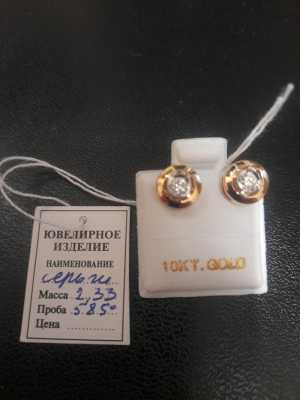 ЮВЕЛИРНОЕ
ИЗДЕЛИЕ
НАИМЕНОВАНИЕ
серьги
Масса 2,33
Проба 585°
Цена
10KT. GOLD